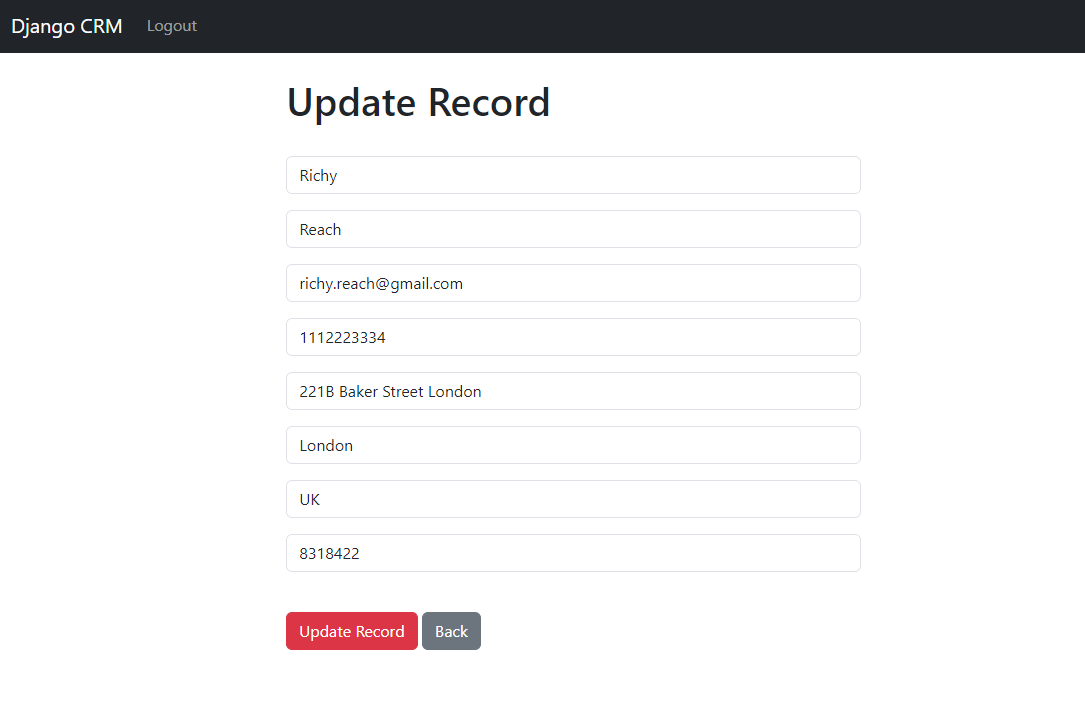 Django CRM Logout
Update Record
Richy
Reach
richy.reach@gmail.com
1112223334
221B Baker Street London
London
UK
8318422
Update Record Back